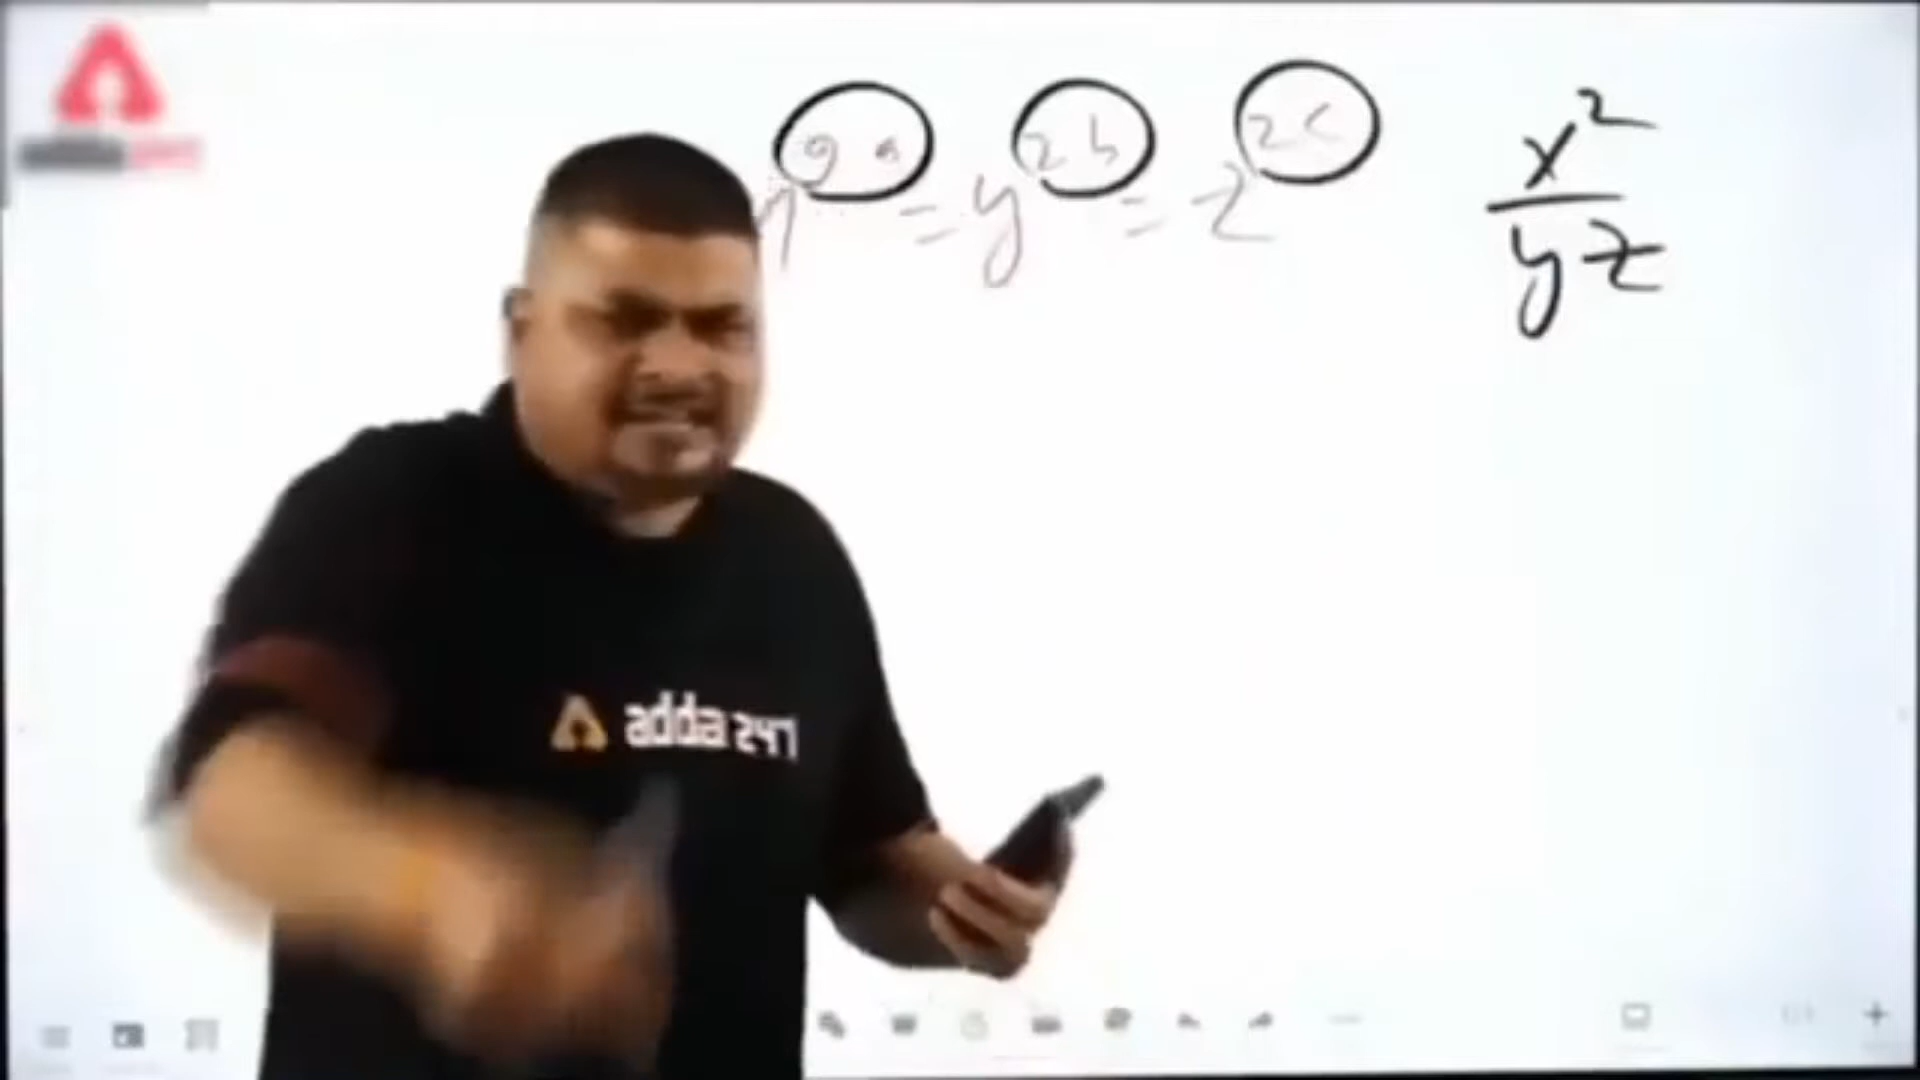 = y^2b = z^2c
x^2
yz
adda 247